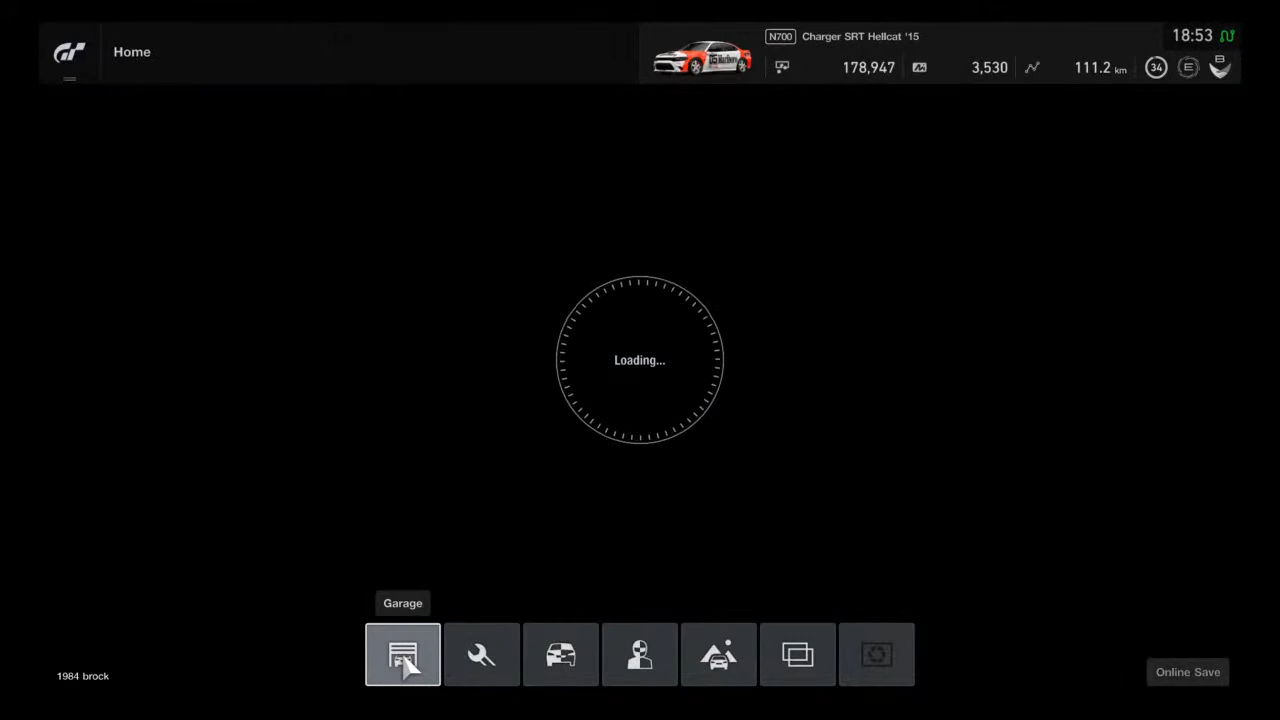 Home
N700 Charger SRT Hellcat '15
18:53
178,947 3,530 111.2 km 34 E B
Loading...
Garage
1984 brock
Online Save